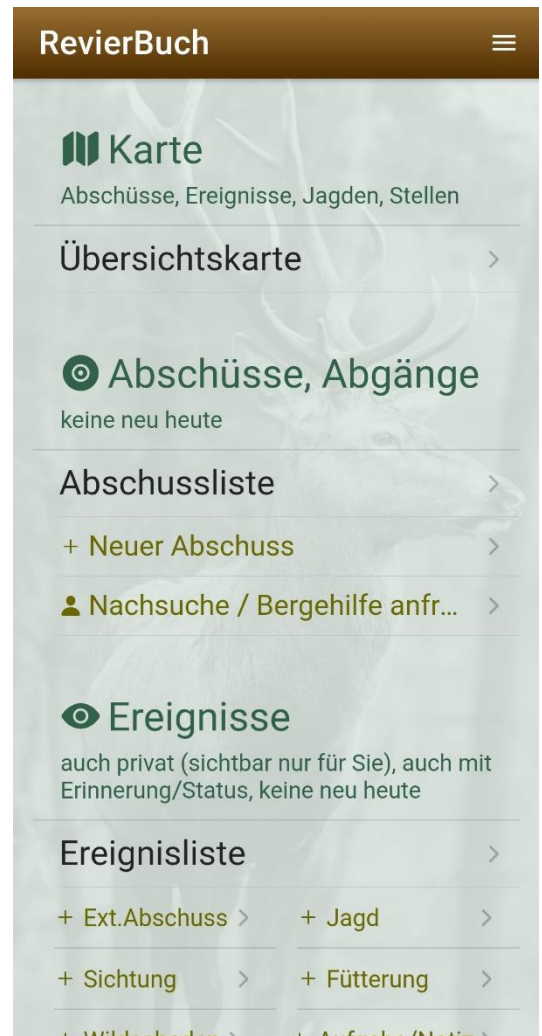 RevierBuch
Karte
Abschüsse, Ereignisse, Jagden, Stellen
Übersichtskarte
Abschüsse, Abgänge
keine neu heute
Abschussliste
+ Neuer Abschuss
Nachsuche / Bergehilfe anfr...
Ereignisse
auch privat (sichtbar nur für Sie), auch mit
Erinnerung/Status, keine neu heute
Ereignisliste
+ Ext.Abschuss
+ Jagd
+ Sichtung
+ Fütterung